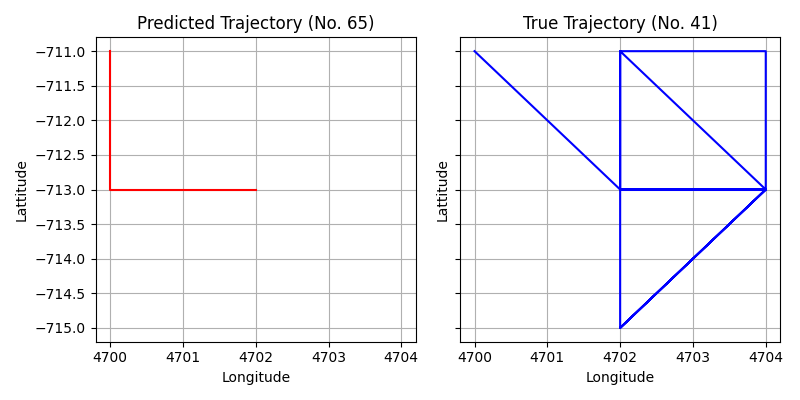 Predicted Trajectory (No. 65)
True Trajectory (No. 41)
Lattitude
−711.0
−711.5
−712.0
−712.5
−713.0
−713.5
−714.0
−714.5
−715.0
4700 4701 4702 4703 4704
Longitude
Lattitude
4700 4701 4702 4703 4704
Longitude